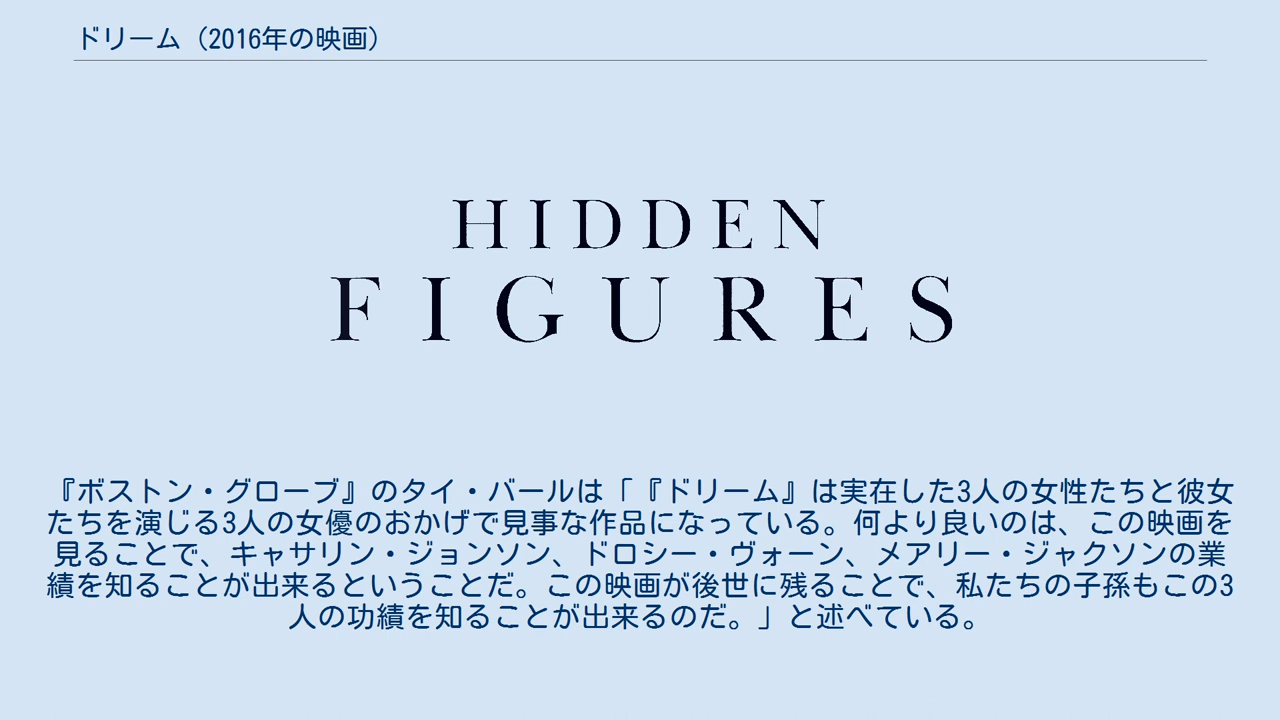 ドリーム（2016年の映画）
HIDDEN
FIGURES
『ボストン・グローブ』のタイ・バールは「『ドリーム』は実在した3人の女性たちと彼女
たちを演じる3人の女優のおかげで見事な作品になっている。何より良いのは、この映画を
見ることで、キャサリン・ジョンソン、ドロシー・ヴォーン、メアリー・ジャクソンの業
績を知ることが出来るということだ。この映画が後世に残ることで、私たちの子孫もこの3
人の功績を知ることが出来るのだ。」と述べている。